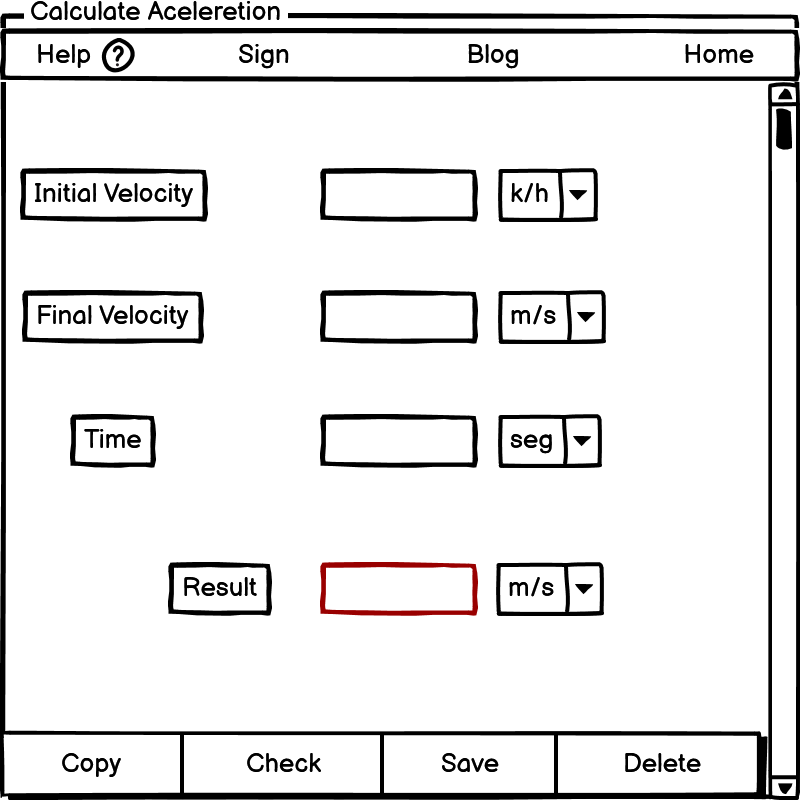 Calculate Aceleretion
Help ? Sign Blog Home
Initial Velocity k/h
Final Velocity m/s
Time seg
Result m/s
Copy Check Save Delete